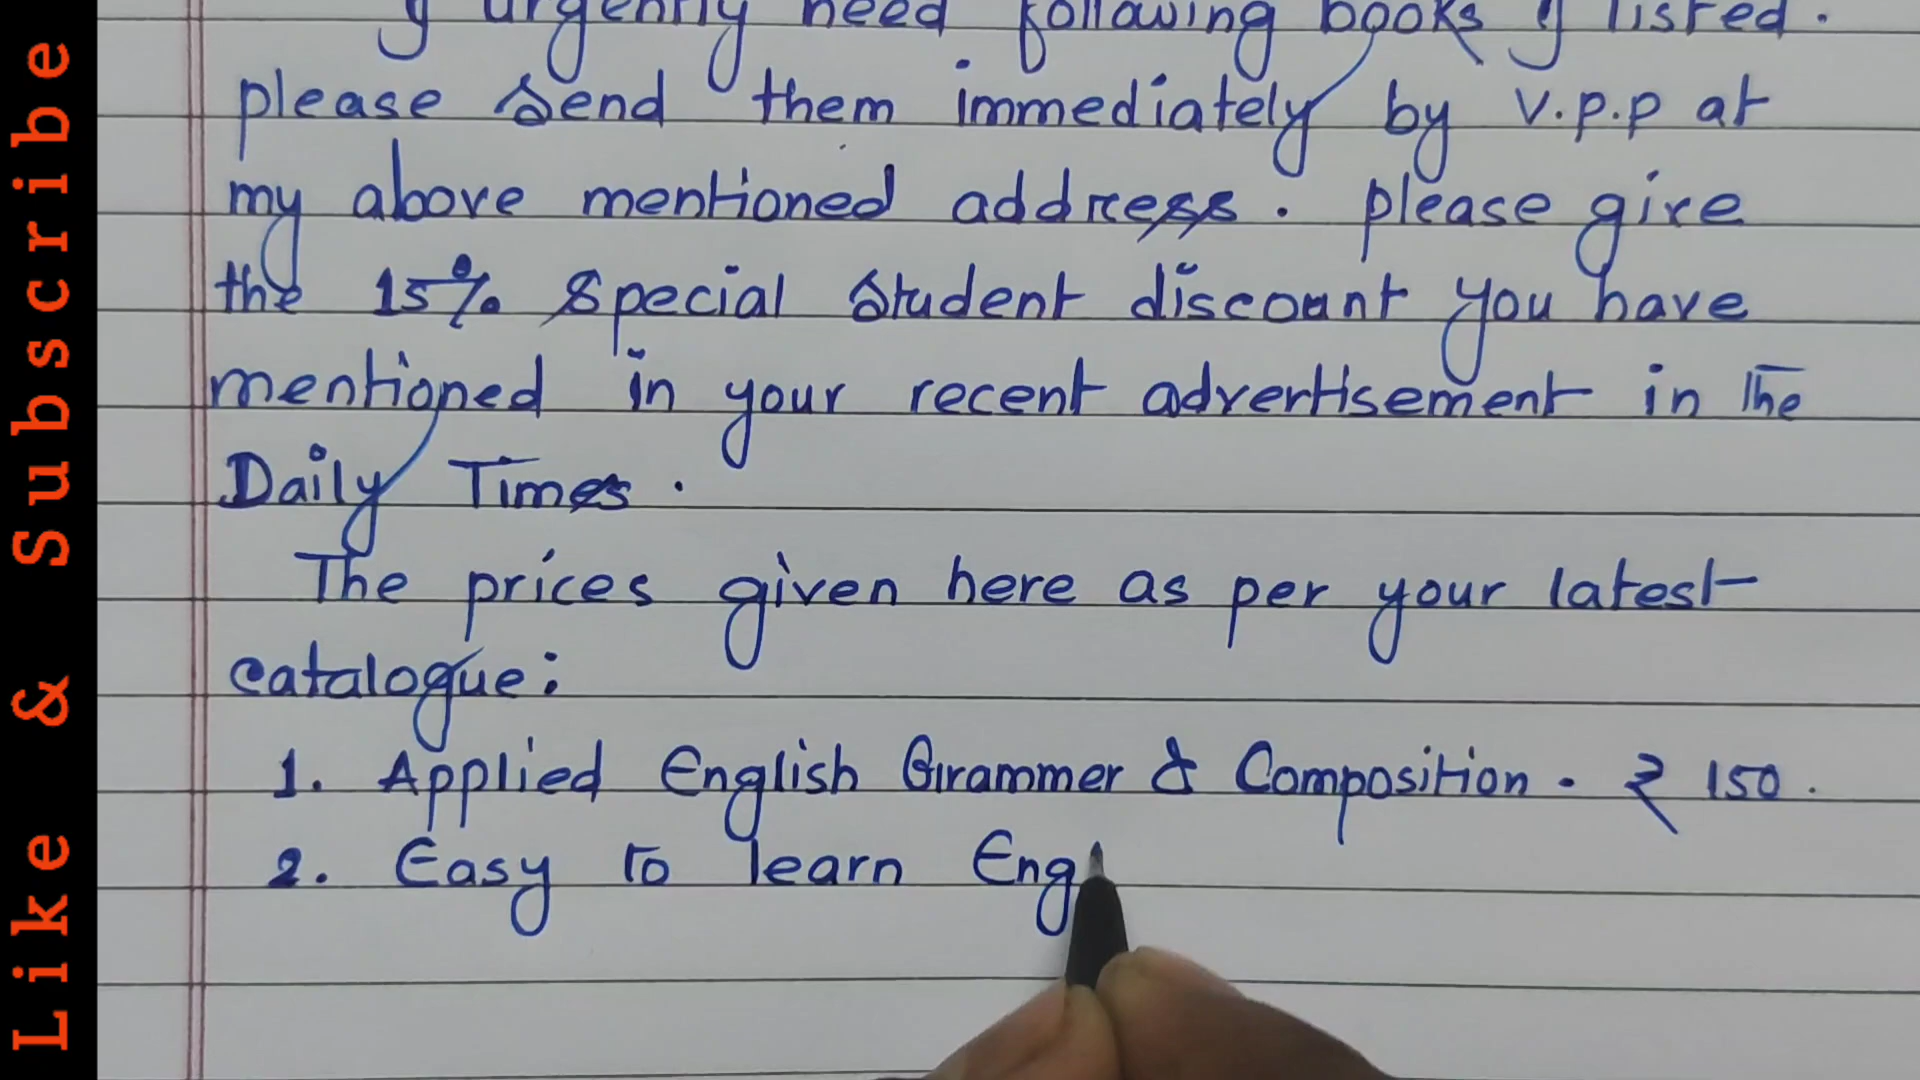 Like & Subscribe
I urgently need following books I listed.
please send them immediately by v.p.p at
my above mentioned address. please give
the 15% special student discount you have
mentioned in your recent advertisement in the
Daily Times.
The prices given here as per your latest
catalogue:
1. Applied English Grammer & Composition. ₹ 150.
2. Easy to learn Eng